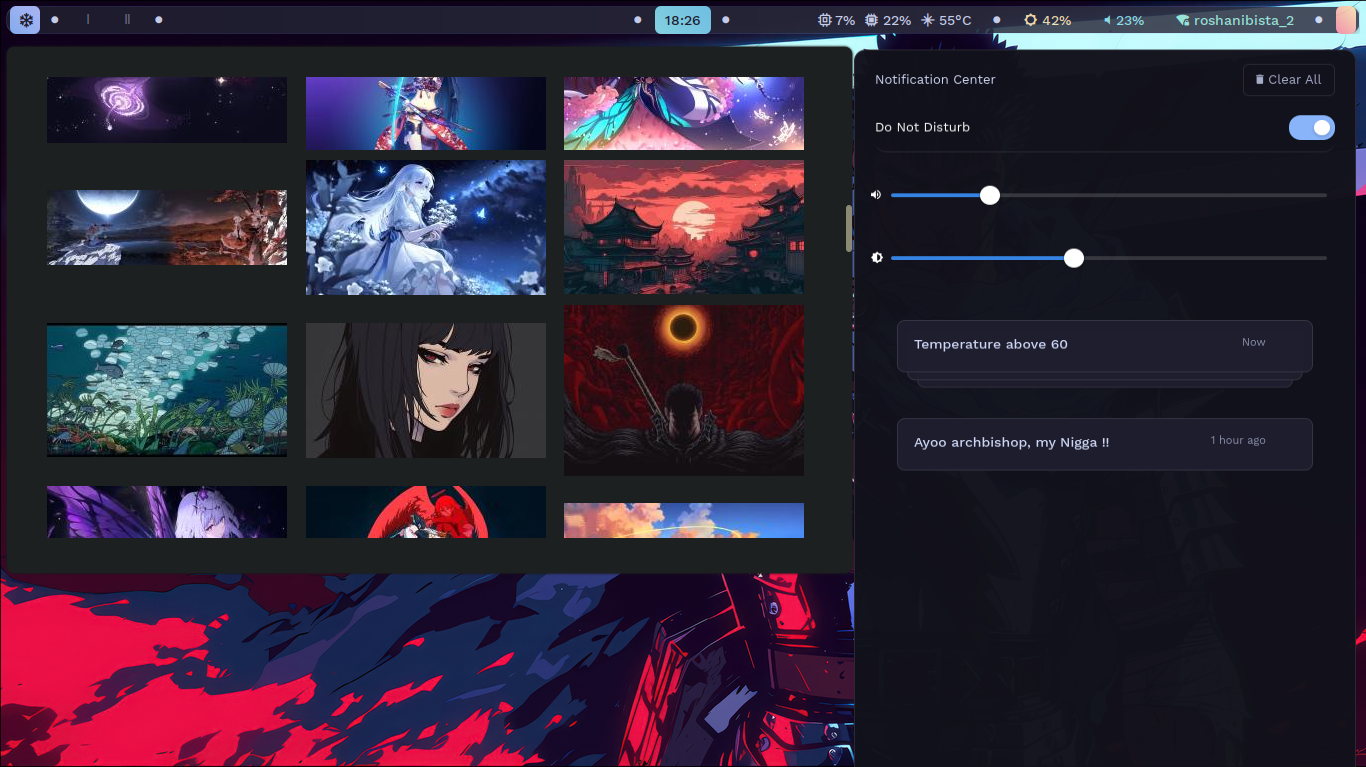 18:26
7% 22% 55°C 42% 23% roshanibista_2
Notification Center
Clear All
Do Not Disturb
Temperature above 60
Now
Ayoo archbishop, my Nigga !!
1 hour ago